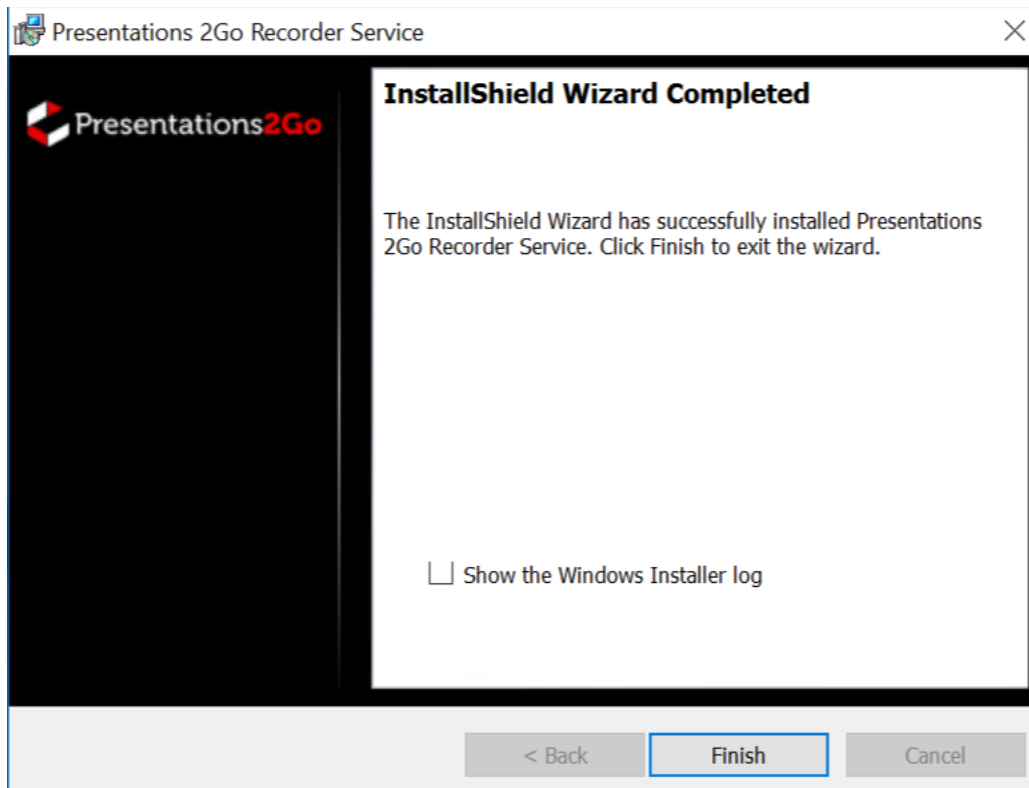 Presentations 2Go Recorder Service
Presentations2Go
InstallShield Wizard Completed
The InstallShield Wizard has successfully installed Presentations
2Go Recorder Service. Click Finish to exit the wizard.
Show the Windows Installer log
< Back
Finish
Cancel